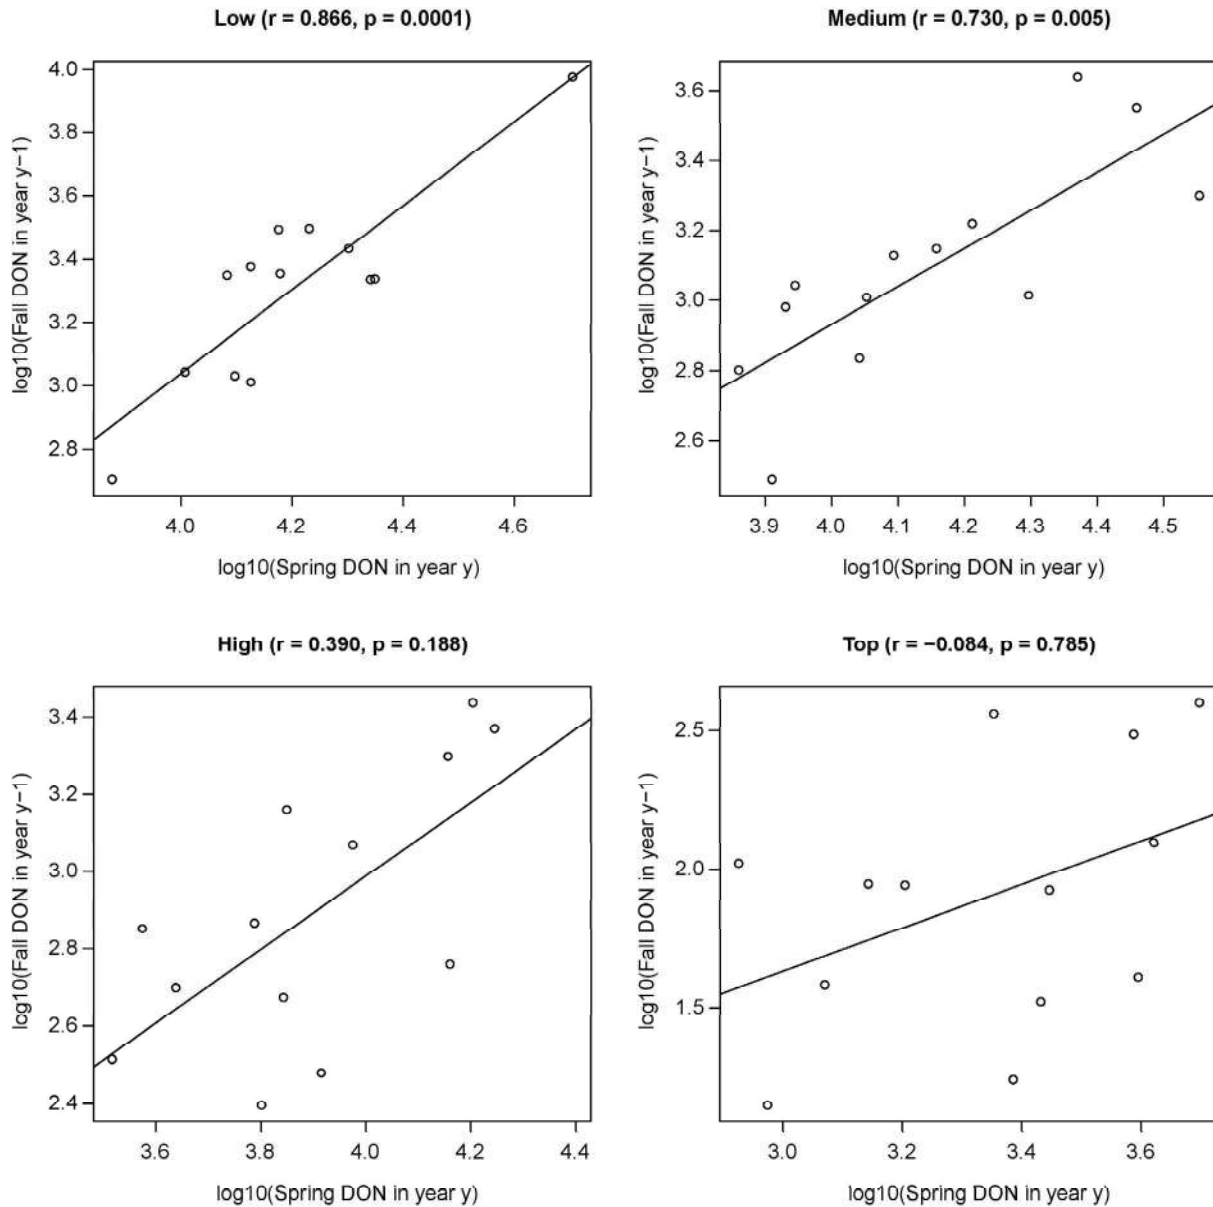 Low (r = 0.866, p = 0.0001)
log10(Fall DON in year y−1)
4.0
3.8
3.6
3.4
3.2
3.0
2.8
4.0 4.2 4.4 4.6
log10(Spring DON in year y)
Medium (r = 0.730, p = 0.005)
log10(Fall DON in year y−1)
3.6
3.4
3.2
3.0
2.8
2.6
3.9 4.0 4.1 4.2 4.3 4.4 4.5
log10(Spring DON in year y)
High (r = 0.390, p = 0.188)
log10(Fall DON in year y−1)
3.4
3.2
3.0
2.8
2.6
2.4
3.6 3.8 4.0 4.2 4.4
log10(Spring DON in year y)
Top (r = −0.084, p = 0.785)
log10(Fall DON in year y−1)
2.5
2.0
1.5
3.0 3.2 3.4 3.6
log10(Spring DON in year y)